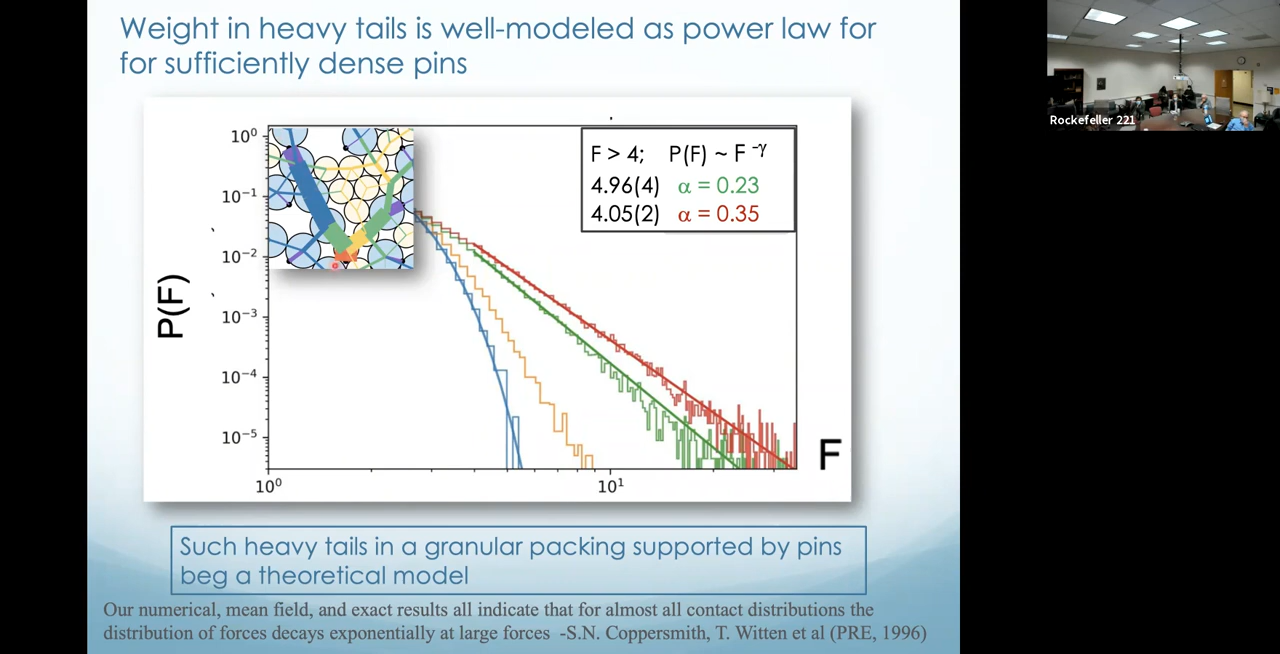 Weight in heavy tails is well-modeled as power law for
for sufficiently dense pins
Rockefeller 221
10⁰
10⁻¹
10⁻²
10⁻³
10⁻⁴
10⁻⁵
P(F)
F > 4; P(F) ~ F ⁻ᵞ
4.96(4) α = 0.23
4.05(2) α = 0.35
10⁰ 10¹
F
Such heavy tails in a granular packing supported by pins
beg a theoretical model
Our numerical, mean field, and exact results all indicate that for almost all contact distributions the
distribution of forces decays exponentially at large forces -S.N. Coppersmith, T. Witten et al (PRE, 1996)